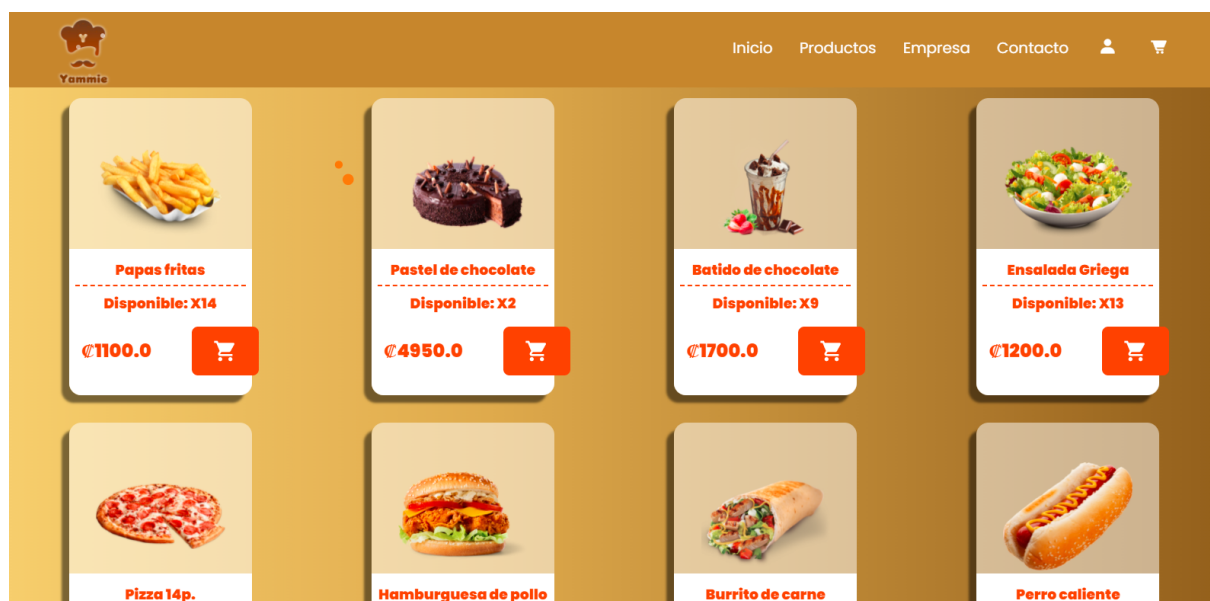 Yammie
Inicio Productos Empresa Contacto
Papas fritas
Disponible: X14
₡1100.0
Pastel de chocolate
Disponible: X2
₡4950.0
Batido de chocolate
Disponible: X9
₡1700.0
Ensalada Griega
Disponible: X13
₡1200.0
Pizza 14p.
Hamburguesa de pollo
Burrito de carne
Perro caliente